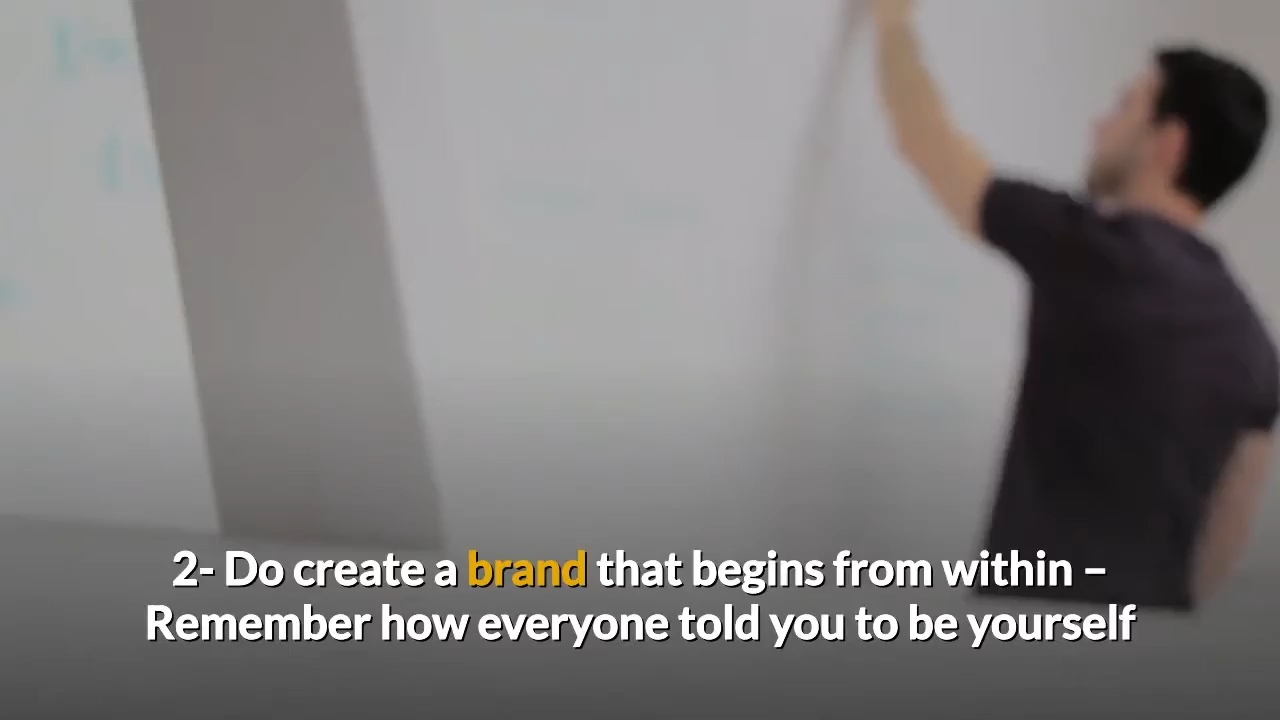 2- Do create a brand that begins from within –
Remember how everyone told you to be yourself